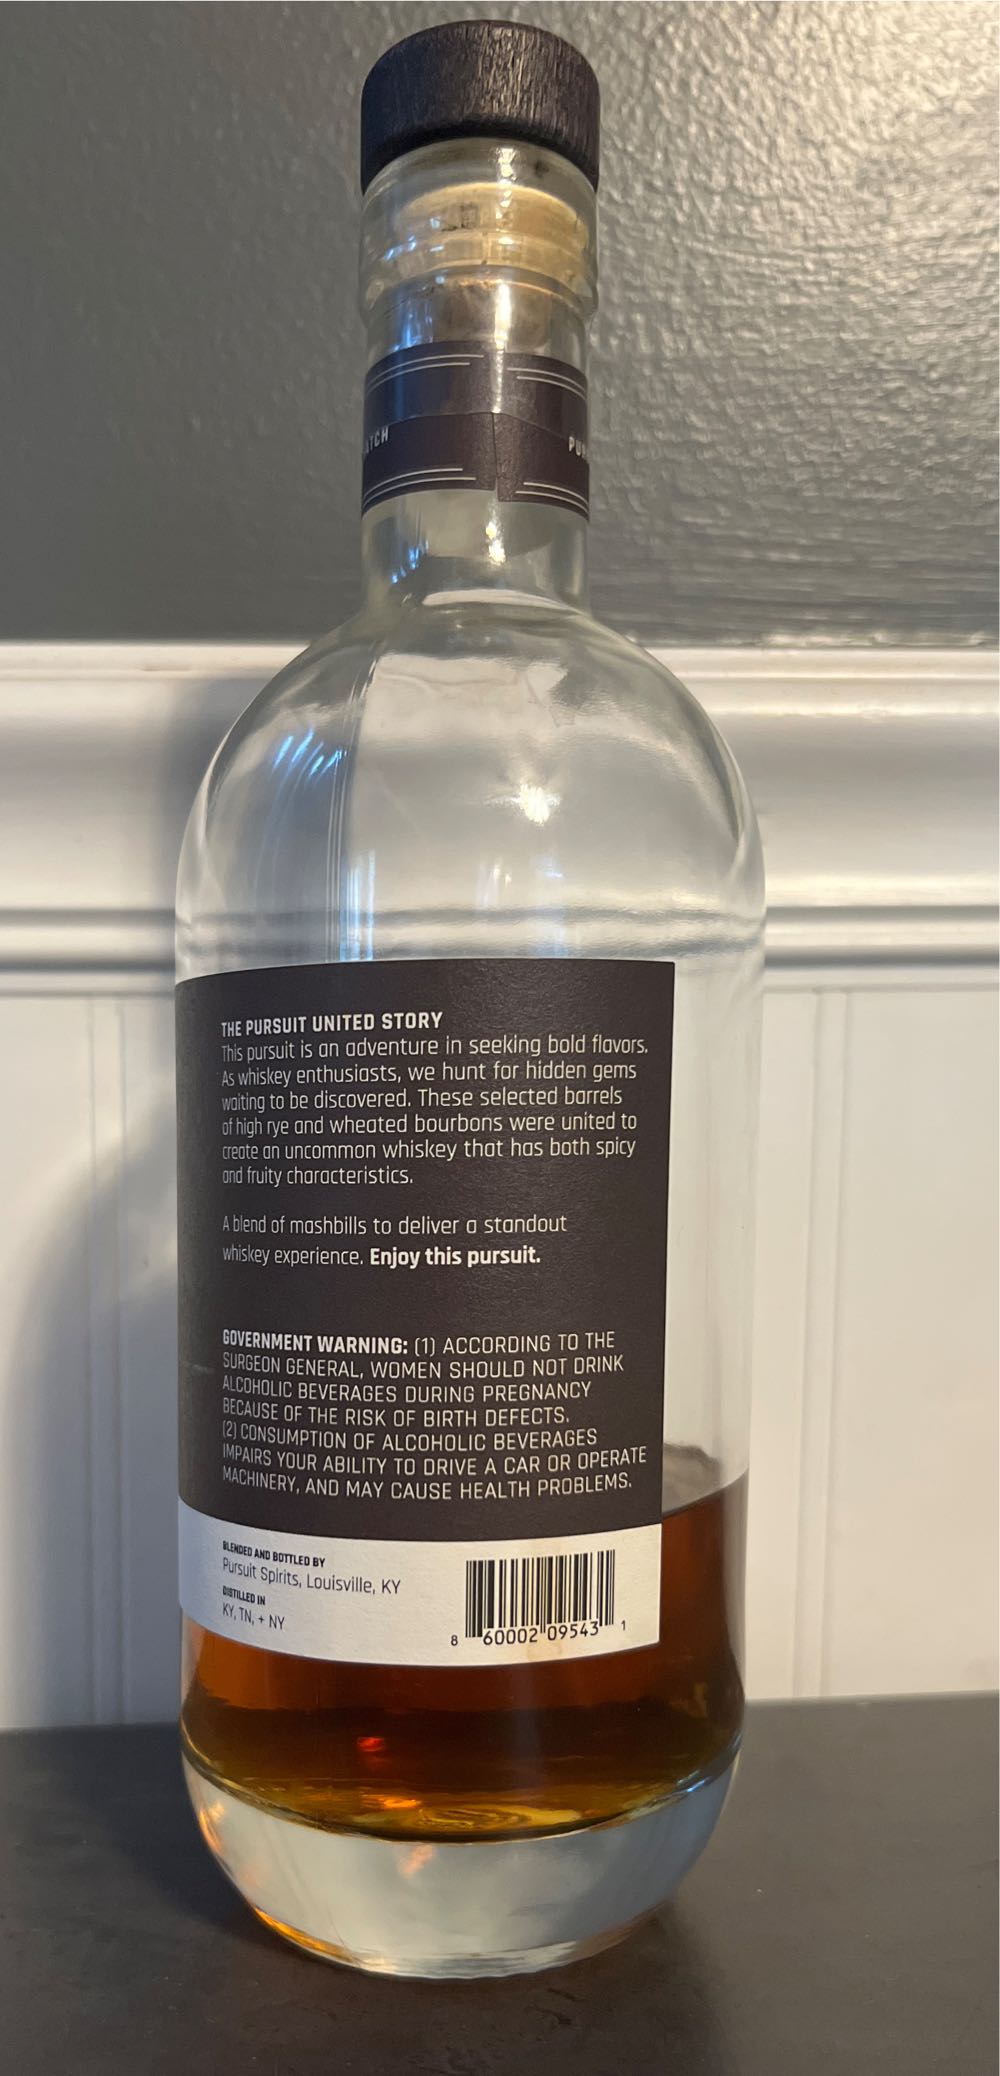 THE PURSUIT UNITED STORY
This pursuit is an adventure in seeking bold flavors.
As whiskey enthusiasts, we hunt for hidden gems
waiting to be discovered. These selected barrels
of high rye and wheated bourbons were united to
create an uncommon whiskey that has both spicy
and fruity characteristics.
A blend of mashbills to deliver a standout
whiskey experience. Enjoy this pursuit.
GOVERNMENT WARNING: (1) ACCORDING TO THE
SURGEON GENERAL, WOMEN SHOULD NOT DRINK
ALCOHOLIC BEVERAGES DURING PREGNANCY
BECAUSE OF THE RISK OF BIRTH DEFECTS.
(2) CONSUMPTION OF ALCOHOLIC BEVERAGES
IMPAIRS YOUR ABILITY TO DRIVE A CAR OR OPERATE
MACHINERY, AND MAY CAUSE HEALTH PROBLEMS.
BLENDED AND BOTTLED BY
Pursuit Spirits, Louisville, KY
DISTILLED IN
KY, TN, + NY
8 60002 09543 1